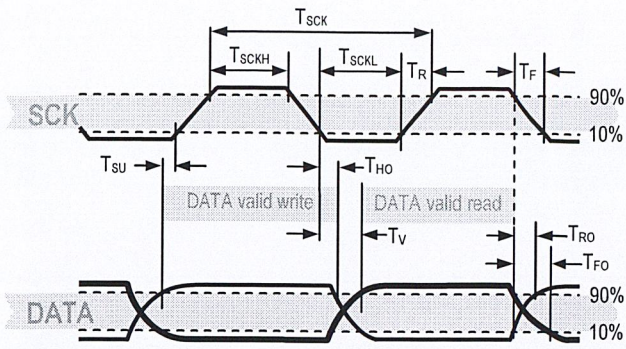 TSCK
TSCKH TSCKL TR TF
90%
SCK
10%
TSU THO
DATA valid write DATA valid read
TV TRO
TFO
90%
DATA
10%